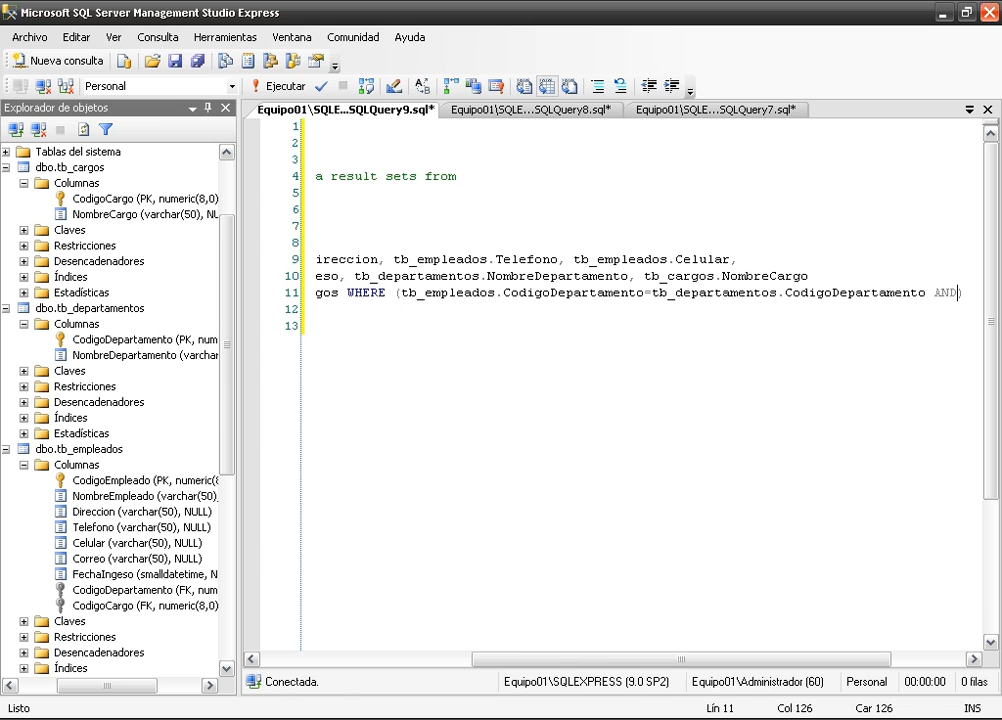 Microsoft SQL Server Management Studio Express
Archivo Editar Ver Consulta Herramientas Ventana Comunidad Ayuda
Nueva consulta
Personal Ejecutar
Explorador de objetos
Equipo01\SQLE...SQLQuery9.sql* Equipo01\SQLE...SQLQuery8.sql* Equipo01\SQLE...SQLQuery7.sql*
Tablas del sistema
dbo.tb_cargos
Columnas
CodigoCargo (PK, numeric(8,0)
NombreCargo (varchar(50), NU
Claves
Restricciones
Desencadenadores
Índices
Estadísticas
dbo.tb_departamentos
Columnas
CodigoDepartamento (PK, num
NombreDepartamento (varchar
Claves
Restricciones
Desencadenadores
Índices
Estadísticas
dbo.tb_empleados
Columnas
CodigoEmpleado (PK, numeric(8
NombreEmpleado (varchar(50)
Direccion (varchar(50), NULL)
Telefono (varchar(50), NULL)
Celular (varchar(50), NULL)
Correo (varchar(50), NULL)
FechaIngeso (smalldatetime, N
CodigoDepartamento (FK, num
CodigoCargo (FK, numeric(8,0)
Claves
Restricciones
Desencadenadores
Índices
1
2
3
4 a result sets from
5
6
7
8
9 ireccion, tb_empleados.Telefono, tb_empleados.Celular,
10 eso, tb_departamentos.NombreDepartamento, tb_cargos.NombreCargo
11 gos WHERE (tb_empleados.CodigoDepartamento=tb_departamentos.CodigoDepartamento AND)
12
13
Conectada. Equipo01\SQLEXPRESS (9.0 SP2) Equipo01\Administrador (60) Personal 00:00:00 0 filas
Listo Lín 11 Col 126 Car 126 INS